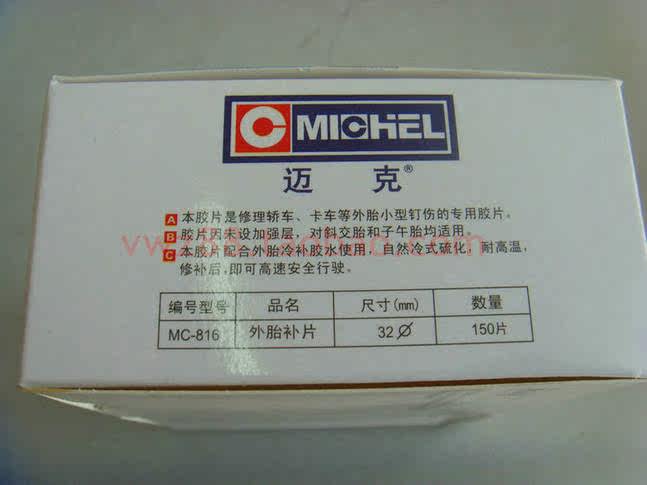 C MICHEL
迈 克®
A 本胶片是修理轿车、卡车等外胎小型钉伤的专用胶片。
B 胶片因未设加强层，对斜交胎和子午胎均适用。
C 本胶片配合外胎冷补胶水使用，自然冷式硫化，耐高温，
修补后，即可高速安全行驶。
编号型号 品名 尺寸(mm) 数量
MC-816 外胎补片 32∅ 150片